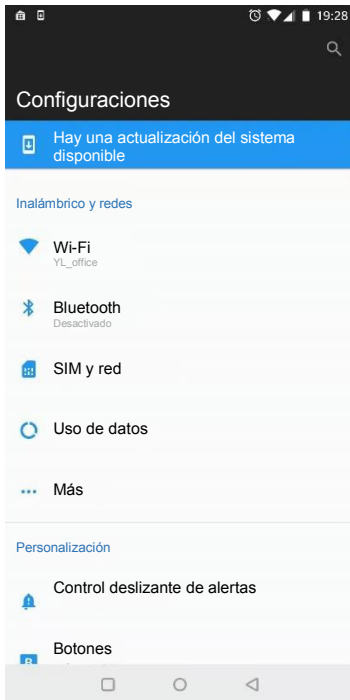 19:28
Configuraciones
Hay una actualización del sistema
disponible
Inalámbrico y redes
Wi-Fi
YL_office
Bluetooth
Desactivado
SIM y red
Uso de datos
Más
Personalización
Control deslizante de alertas
Botones